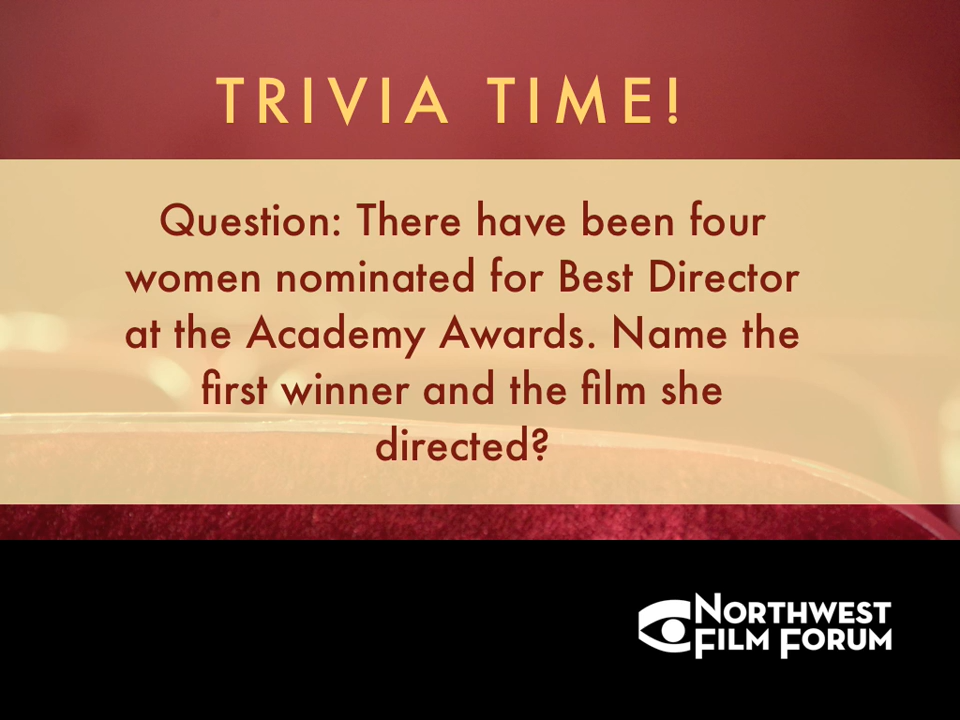 TRIVIA TIME!
Question: There have been four
women nominated for Best Director
at the Academy Awards. Name the
first winner and the film she
directed?
NORTHWEST
FILM FORUM